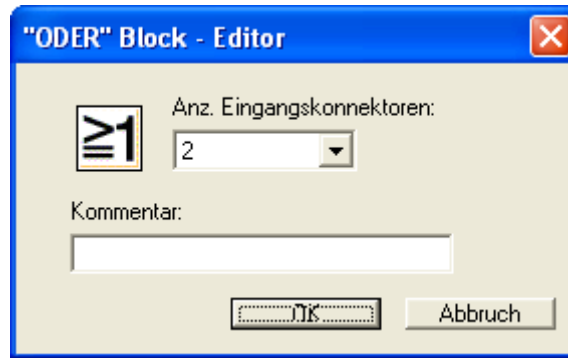 "ODER" Block - Editor
≧1
Anz. Eingangskonnektoren:
2
Kommentar:
OK
Abbruch